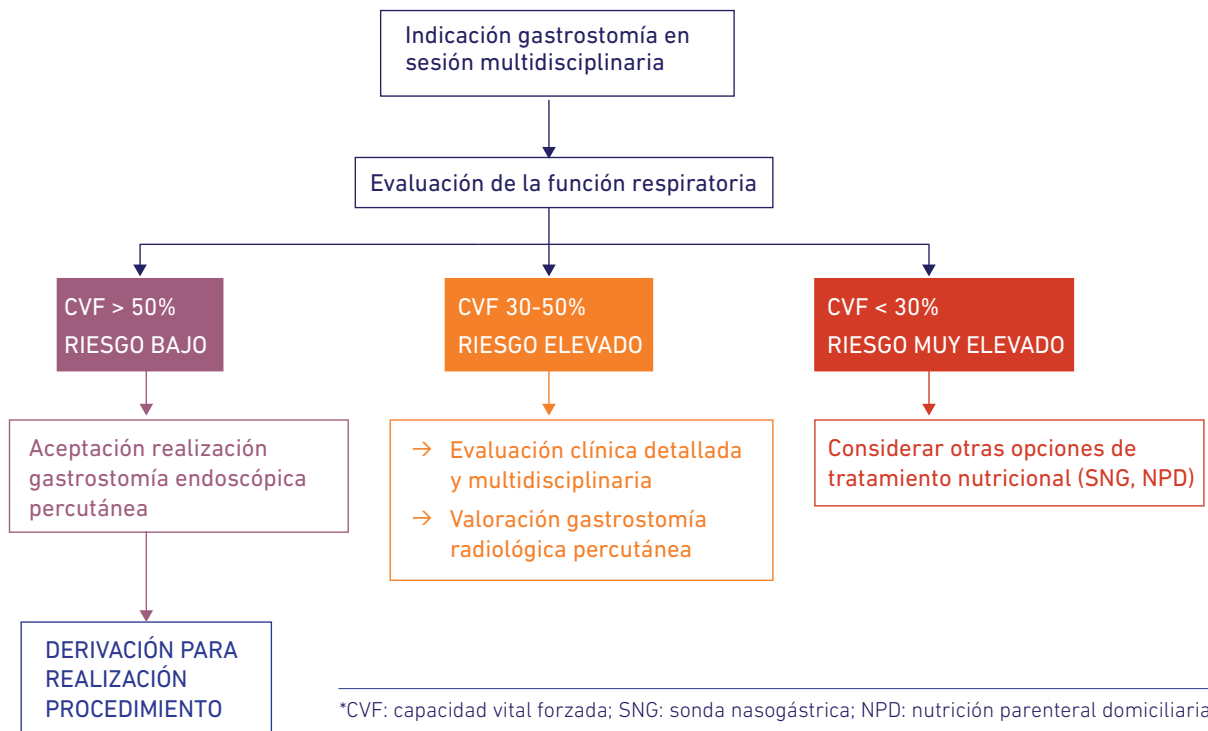 Indicación gastrostomía en
sesión multidisciplinaria
Evaluación de la función respiratoria
CVF > 50%
RIESGO BAJO
CVF 30-50%
RIESGO ELEVADO
CVF < 30%
RIESGO MUY ELEVADO
Aceptación realización
gastrostomía endoscópica
percutánea
→ Evaluación clínica detallada
y multidisciplinaria
→ Valoración gastrostomía
radiológica percutánea
Considerar otras opciones de
tratamiento nutricional (SNG, NPD)
DERIVACIÓN PARA
REALIZACIÓN
PROCEDIMIENTO
*CVF: capacidad vital forzada; SNG: sonda nasogástrica; NPD: nutrición parenteral domiciliaria